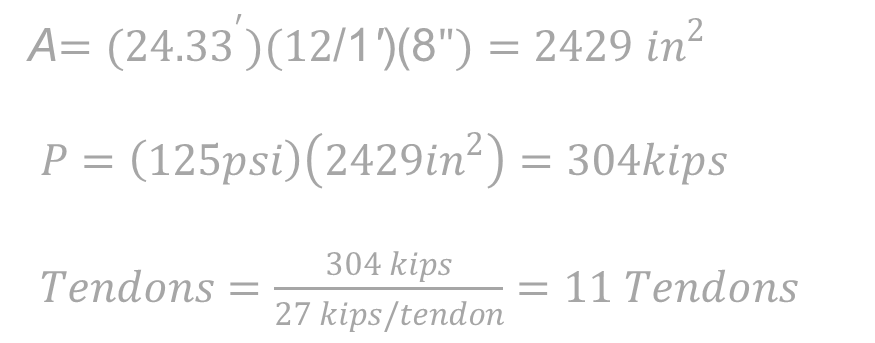 A= (24.33′)(12/1′)(8") = 2429 in²
P = (125psi)(2429in²) = 304kips
Tendons = 304 kips / 27 kips/tendon = 11 Tendons